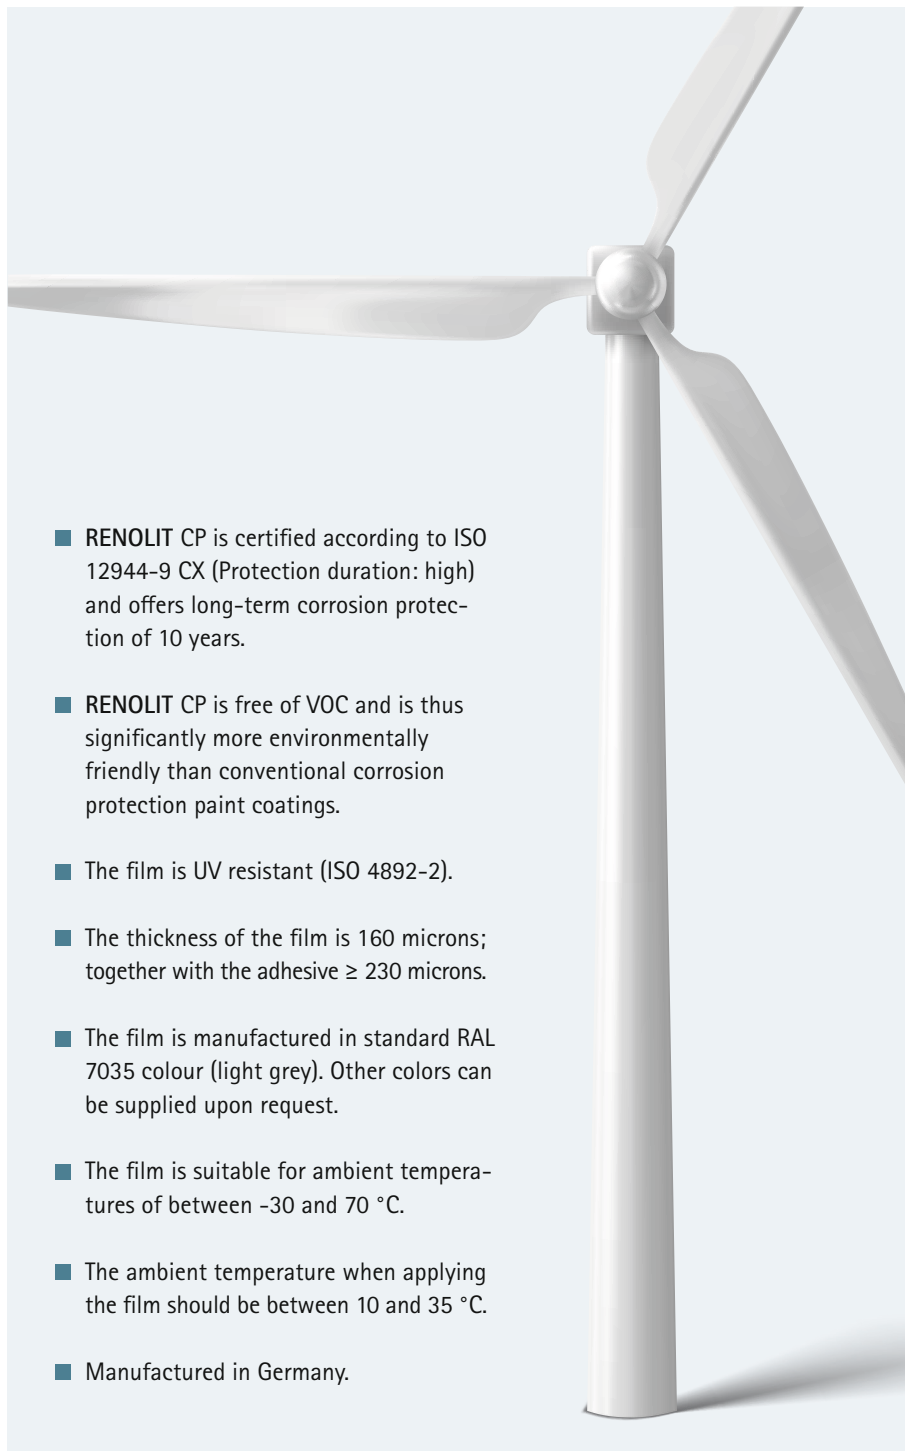 RENOLIT CP is certified according to ISO
12944-9 CX (Protection duration: high)
and offers long-term corrosion protec-
tion of 10 years.
RENOLIT CP is free of VOC and is thus
significantly more environmentally
friendly than conventional corrosion
protection paint coatings.
The film is UV resistant (ISO 4892-2).
The thickness of the film is 160 microns;
together with the adhesive ≥ 230 microns.
The film is manufactured in standard RAL
7035 colour (light grey). Other colors can
be supplied upon request.
The film is suitable for ambient tempera-
tures of between -30 and 70 °C.
The ambient temperature when applying
the film should be between 10 and 35 °C.
Manufactured in Germany.